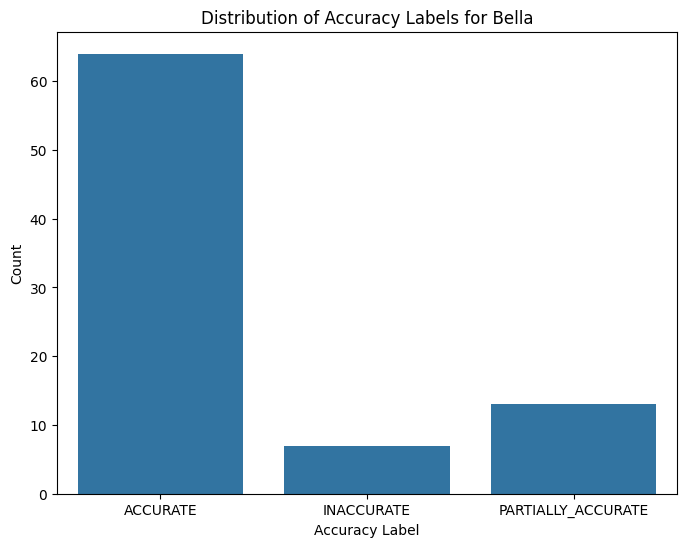 Distribution of Accuracy Labels for Bella
60
50
40
30
20
10
0
Count
ACCURATE INACCURATE PARTIALLY_ACCURATE
Accuracy Label